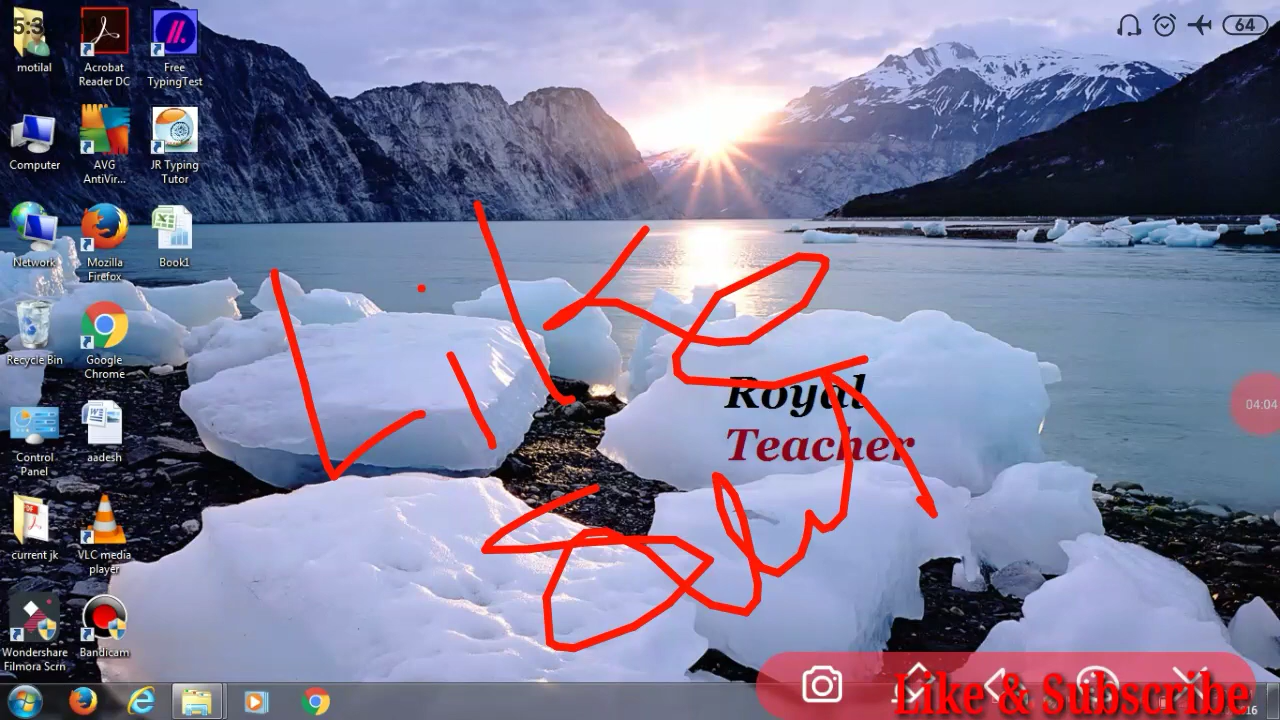 5:3
64
motilal
Acrobat
Reader DC
Free
TypingTest
Computer
AVG
AntiVir...
JR Typing
Tutor
Network
Mozilla
Firefox
Book1
Recycle Bin
Google
Chrome
Control
Panel
aadesh
current jk
VLC media
player
Wondershare
Filmora Scrn
Bandicam
Like
Royal
Teacher
04:04
Like & Subscribe
16